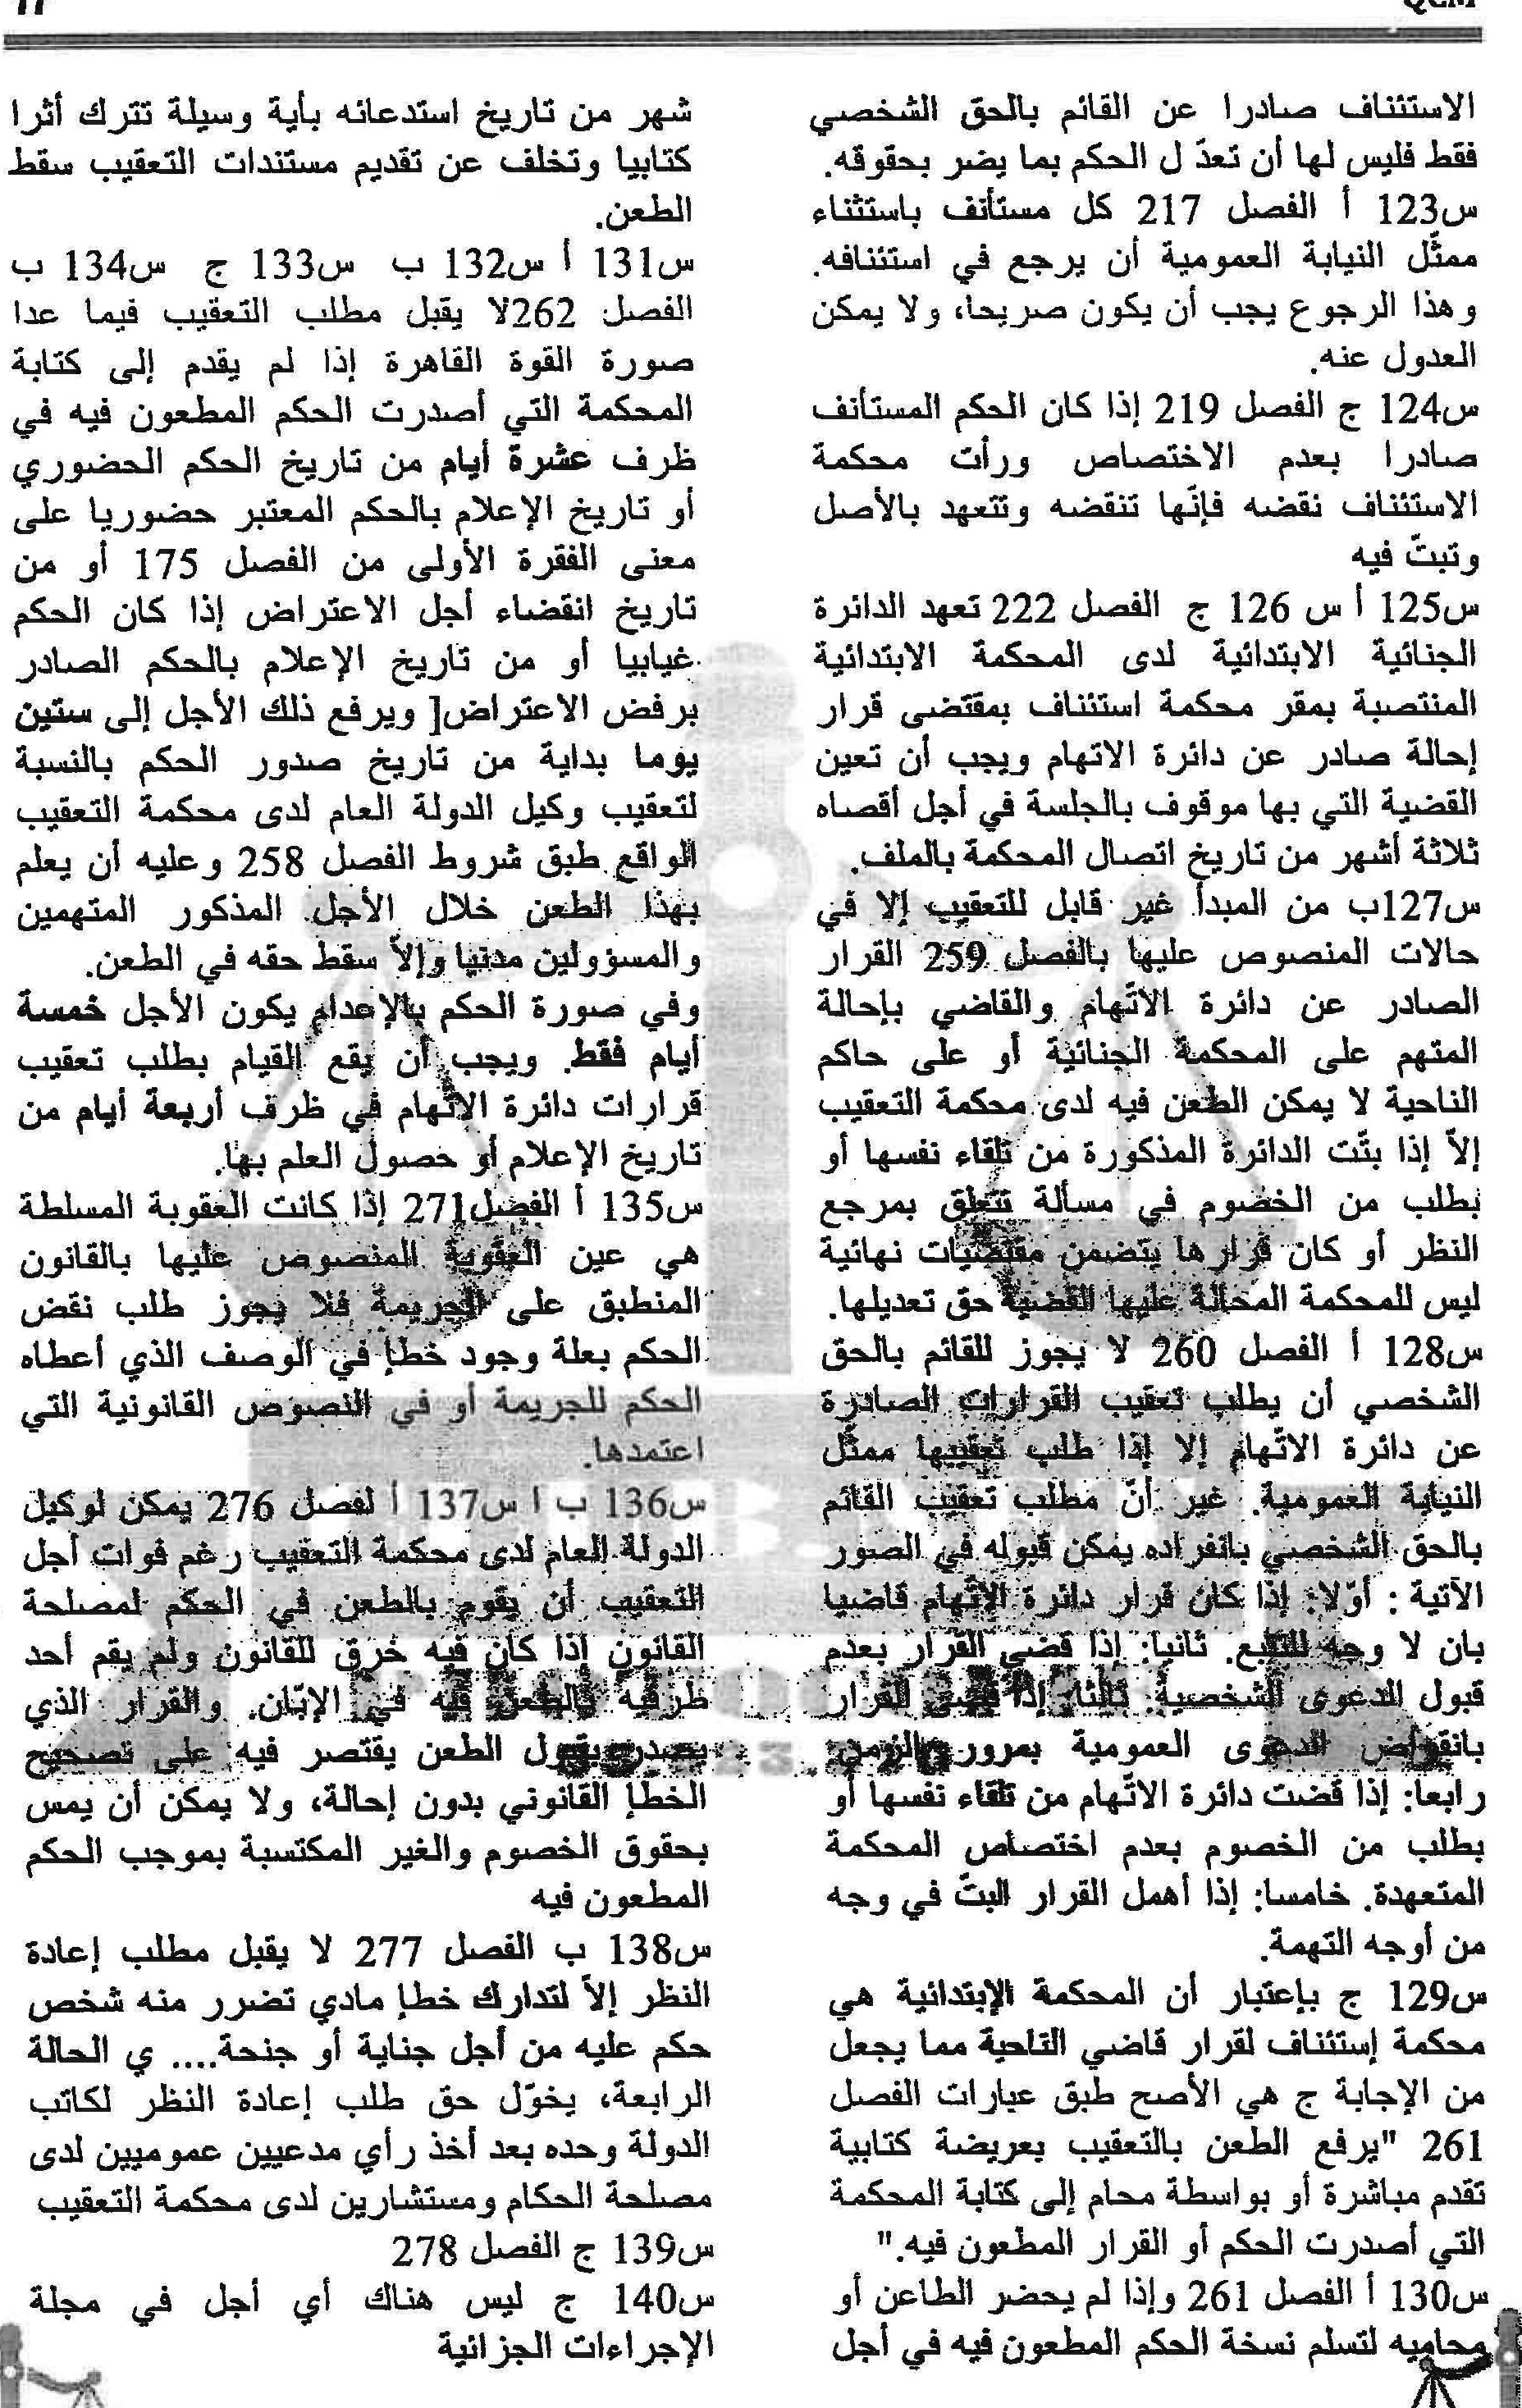 QCM
الاستئناف صادرا عن القائم بالحق الشخصي
فقط فليس لها أن تعدّ ل الحكم بما يضر بحقوقه.
س123 أ الفصل 217 كل مستأنف باستثناء
ممثّل النيابة العمومية أن يرجع في استئنافه.
وهذا الرجوع يجب أن يكون صريحا، ولا يمكن
العدول عنه.
س124 ج الفصل 219 إذا كان الحكم المستأنف
صادرا بعدم الاختصاص ورأت محكمة
الاستئناف نقضه فإنّها تنقضه وتتعهد بالأصل
وتبتّ فيه
س125 أ س 126 ج الفصل 222 تعهد الدائرة
الجنائية الابتدائية لدى المحكمة الابتدائية
المنتصبة بمقر محكمة استئناف بمقتضى قرار
إحالة صادر عن دائرة الاتهام ويجب أن تعين
القضية التي بها موقوف بالجلسة في أجل أقصاه
ثلاثة أشهر من تاريخ اتصال المحكمة بالملف.
س127ب من المبدأ غير قابل للتعقيب إلا في
حالات المنصوص عليها بالفصل 259 القرار
الصادر عن دائرة الاتّهام والقاضي بإحالة
المتهم على المحكمة الجنائية أو على حاكم
الناحية لا يمكن الطعن فيه لدى محكمة التعقيب
إلاّ إذا بتّت الدائرة المذكورة من تلقاء نفسها أو
بطلب من الخصوم في مسألة تتعلق بمرجع
النظر أو كان قرارها يتضمن مقتضيات نهائية
ليس للمحكمة المحالة عليها القضية حق تعديلها.
س128 أ الفصل 260 لا يجوز للقائم بالحق
الشخصي أن يطلب تعقيب القرارات الصادرة
عن دائرة الاتّهام إلا إذا طلب تعقيبها ممثّل
النيابة العمومية. غير أنّ مطلب تعقيب القائم
بالحق الشخصي بانفراده يمكن قبوله في الصور
الآتية : أوّلا: إذا كان قرار دائرة الاتّهام قاضيا
بان لا وجه للتتبع. ثانيا: إذا قضى القرار بعدم
قبول الدعوى الشخصية. ثالثا: إذا قضى القرار
بانقراض الدعوى العمومية بمرور الزمن.
رابعا: إذا قضت دائرة الاتّهام من تلقاء نفسها أو
بطلب من الخصوم بعدم اختصاص المحكمة
المتعهدة. خامسا: إذا أهمل القرار البتّ في وجه
من أوجه التهمة.
س129 ج بإعتبار أن المحكمة الإبتدائية هي
محكمة إستئناف لقرار قاضي الناحية مما يجعل
من الإجابة ج هي الأصح طبق عبارات الفصل
261 "يرفع الطعن بالتعقيب بعريضة كتابية
تقدم مباشرة أو بواسطة محام إلى كتابة المحكمة
التي أصدرت الحكم أو القرار المطعون فيه."
س130 أ الفصل 261 وإذا لم يحضر الطاعن أو
محاميه لتسلم نسخة الحكم المطعون فيه في أجل
شهر من تاريخ استدعائه بأية وسيلة تترك أثرا
كتابيا وتخلف عن تقديم مستندات التعقيب سقط
الطعن.
س131 أ س132 ب س133 ج س134 ب
الفصل 262لا يقبل مطلب التعقيب فيما عدا
صورة القوة القاهرة إذا لم يقدم إلى كتابة
المحكمة التي أصدرت الحكم المطعون فيه في
ظرف عشرة أيام من تاريخ الحكم الحضوري
أو تاريخ الإعلام بالحكم المعتبر حضوريا على
معنى الفقرة الأولى من الفصل 175 أو من
تاريخ انقضاء أجل الاعتراض إذا كان الحكم
غيابيا أو من تاريخ الإعلام بالحكم الصادر
برفض الاعتراض[ ويرفع ذلك الأجل إلى ستين
يوما بداية من تاريخ صدور الحكم بالنسبة
لتعقيب وكيل الدولة العام لدى محكمة التعقيب
الواقع طبق شروط الفصل 258 وعليه أن يعلم
بهذا الطعن خلال الأجل المذكور المتهمين
والمسؤولين مدنيا وإلاّ سقط حقه في الطعن.
وفي صورة الحكم بالإعدام يكون الأجل خمسة
أيام فقط. ويجب أن يقع القيام بطلب تعقيب
قرارات دائرة الاتّهام في ظرف أربعة أيام من
تاريخ الإعلام أو حصول العلم بها.
س135 أ الفصل271 إذا كانت العقوبة المسلطة
هي عين العقوبة المنصوص عليها بالقانون
المنطبق على الجريمة فلا يجوز طلب نقض
الحكم بعلة وجود خطإ في الوصف الذي أعطاه
الحكم للجريمة أو في النصوص القانونية التي
اعتمدها.
س136 ب ا س137 أ لفصل 276 يمكن لوكيل
الدولة العام لدى محكمة التعقيب رغم فوات أجل
التعقيب أن يقوم بالطعن في الحكم لمصلحة
القانون إذا كان فيه خرق للقانون ولم يقم أحد
طرفيه بالطعن فيه في الإبّان. والقرار الذي
يصدر بقبول الطعن يقتصر فيه على تصحيح
الخطإ القانوني بدون إحالة، ولا يمكن أن يمس
بحقوق الخصوم والغير المكتسبة بموجب الحكم
المطعون فيه
س138 ب الفصل 277 لا يقبل مطلب إعادة
النظر إلاّ لتدارك خطإ مادي تضرر منه شخص
حكم عليه من أجل جناية أو جنحة.... ي الحالة
الرابعة، يخوّل حق طلب إعادة النظر لكاتب
الدولة وحده بعد أخذ رأي مدعيين عموميين لدى
مصلحة الحكام ومستشارين لدى محكمة التعقيب
س139 ج الفصل 278
س140 ج ليس هناك أي أجل في مجلة
الإجراءات الجزائية